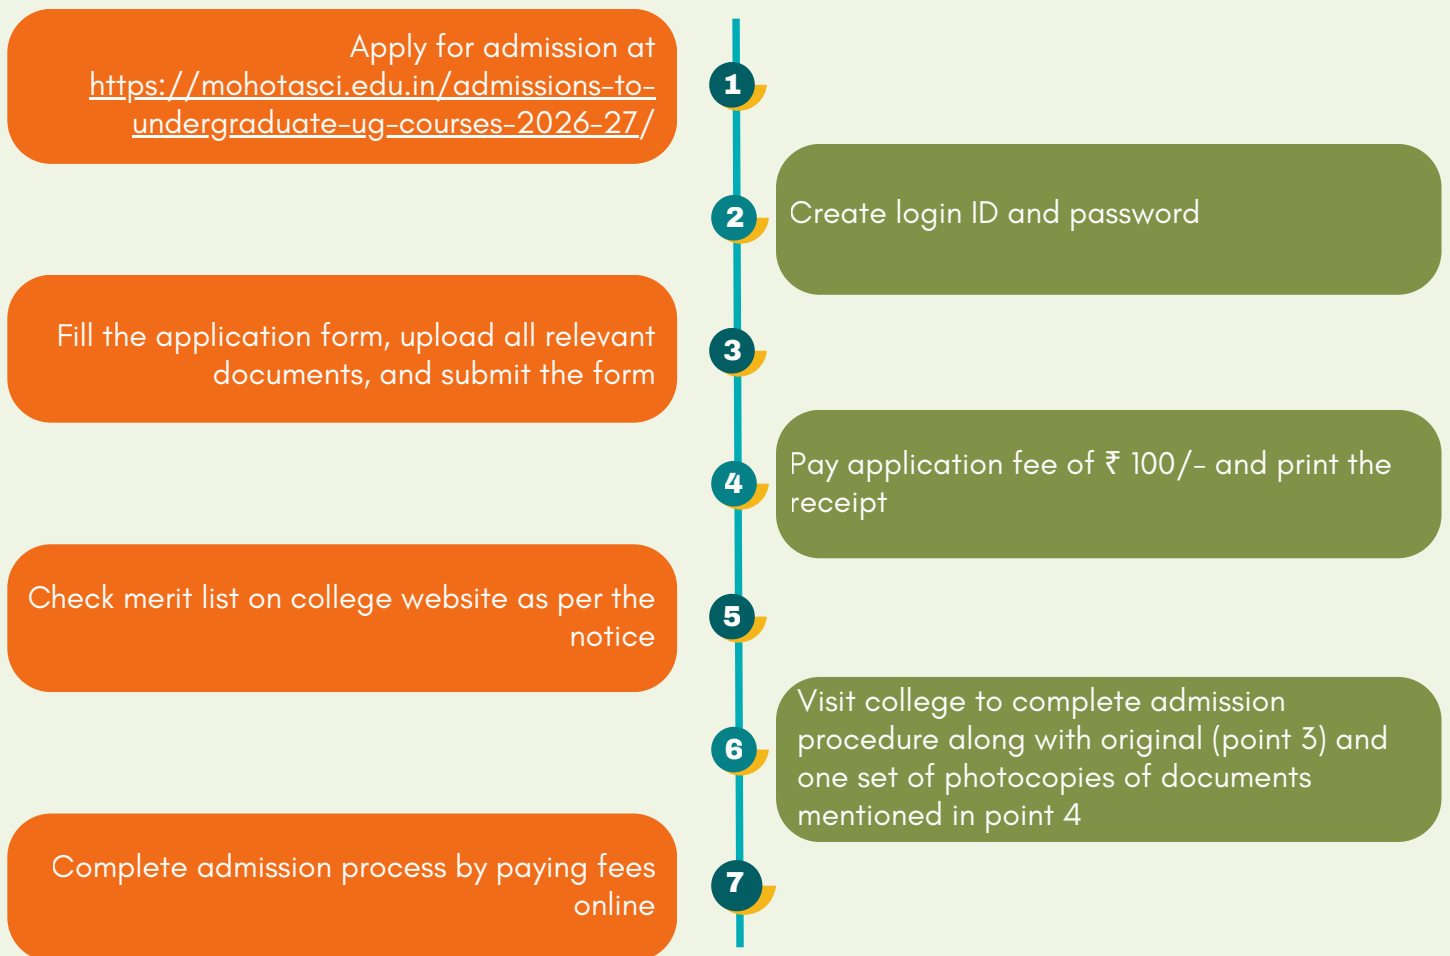 Apply for admission at
https://mohotasci.edu.in/admissions-to-
undergraduate-ug-courses-2026-27/
1
2
Create login ID and password
Fill the application form, upload all relevant
documents, and submit the form
3
4
Pay application fee of ₹ 100/- and print the
receipt
Check merit list on college website as per the
notice
5
6
Visit college to complete admission
procedure along with original (point 3) and
one set of photocopies of documents
mentioned in point 4
Complete admission process by paying fees
online
7